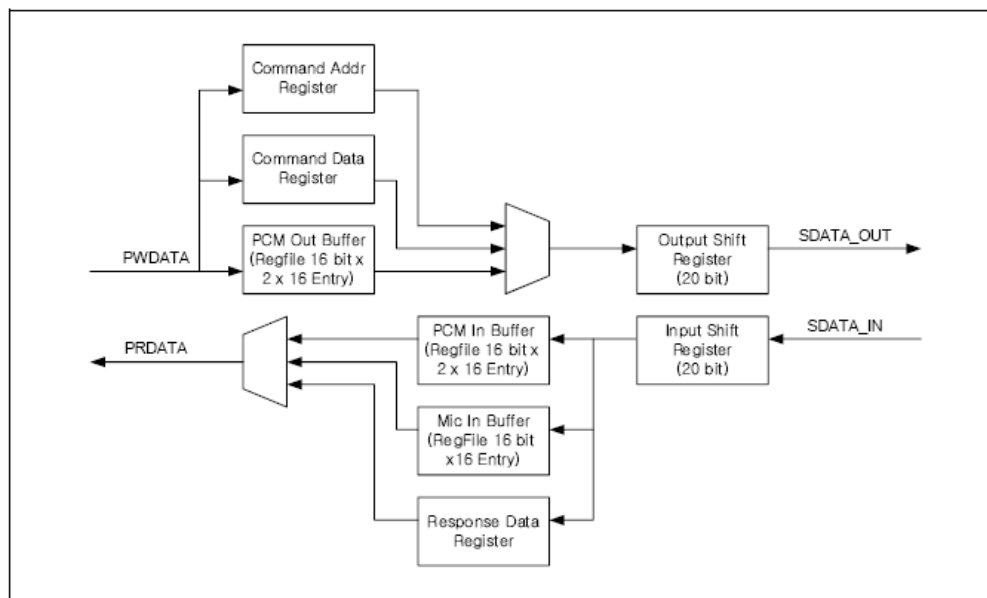 Command Addr
Register
Command Data
Register
PWDATA
PCM Out Buffer
(Regfile 16 bit x
2 x 16 Entry)
Output Shift
Register
(20 bit)
SDATA_OUT
PRDATA
PCM In Buffer
(Regfile 16 bit x
2 x 16 Entry)
Input Shift
Register
(20 bit)
SDATA_IN
Mic In Buffer
(RegFile 16 bit
x16 Entry)
Response Data
Register